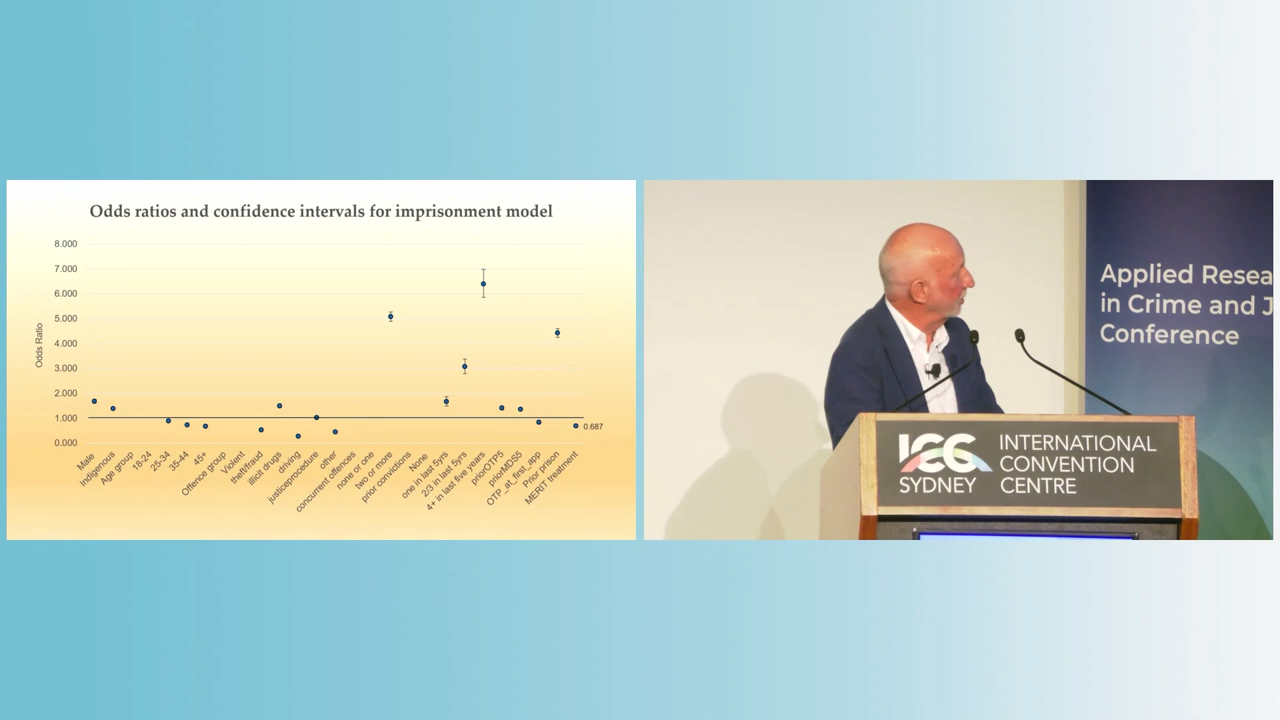 Odds ratios and confidence intervals for imprisonment model
Odds Ratio
8.000
7.000
6.000
5.000
4.000
3.000
2.000
1.000
0.000
0.687
Male
Indigenous
Age group
18-24
25-34
35-44
45+
Offence group
Violent
theft/fraud
illicit drugs
driving
justiceprocedure
other
concurrent offences
none or one
two or more
prior convictions
None
one in last 5yrs
2/3 in last 5yrs
4+ in last five years
priorOTP5
priorMDS5
OTP_at_first_app
Prior prison
MERIT treatment
Applied Resea
in Crime and J
Conference
ICC
SYDNEY
INTERNATIONAL
CONVENTION
CENTRE